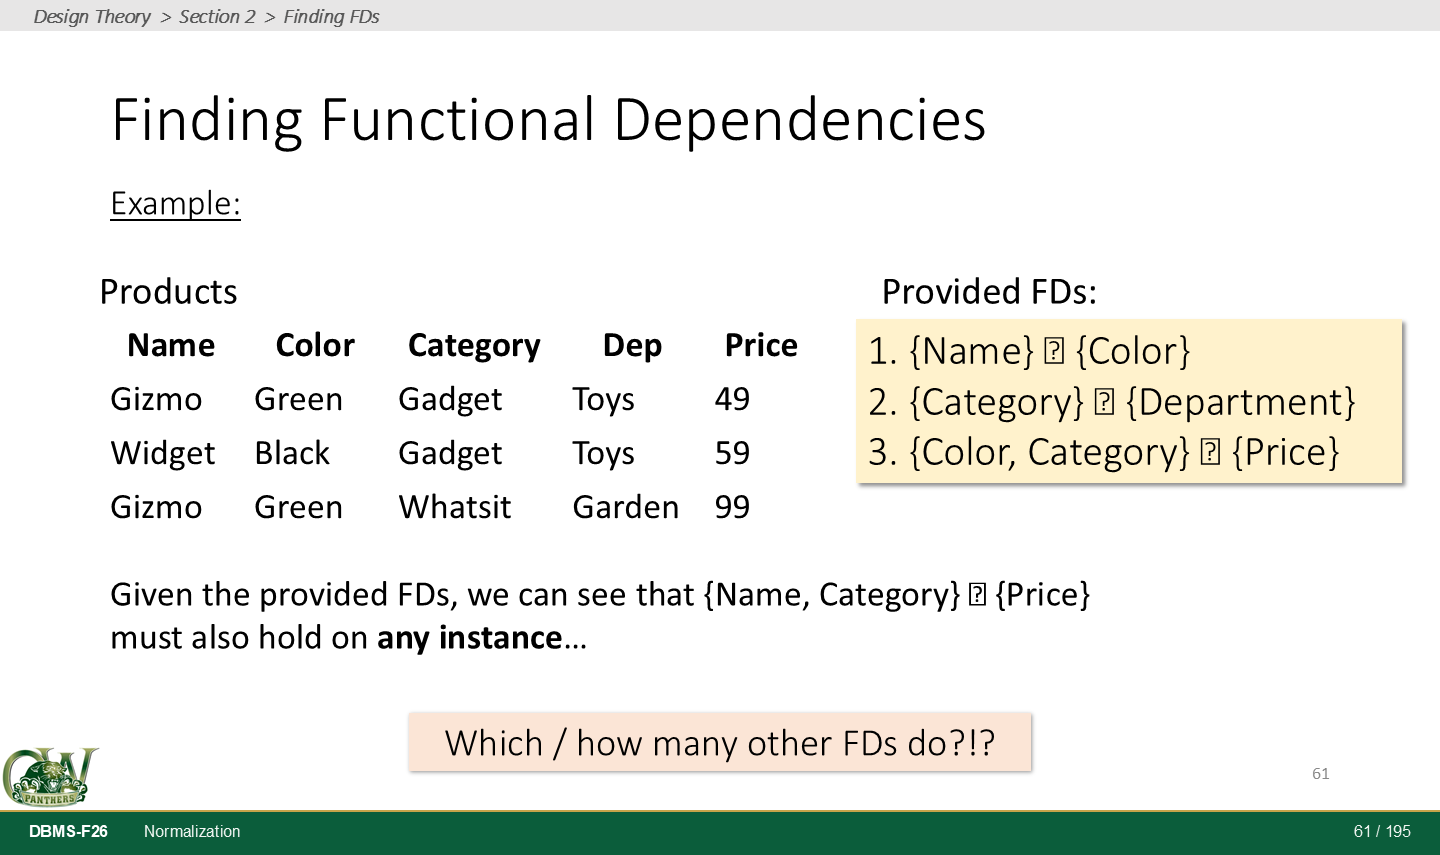 Design Theory > Section 2 > Finding FDs
Finding Functional Dependencies
Example:
Products
Name Color Category Dep Price
Gizmo Green Gadget Toys 49
Widget Black Gadget Toys 59
Gizmo Green Whatsit Garden 99
Provided FDs:
1. {Name} � {Color}
2. {Category} � {Department}
3. {Color, Category} � {Price}
Given the provided FDs, we can see that {Name, Category} � {Price}
must also hold on any instance…
Which / how many other FDs do?!?
61
OW
PANTHERS
DBMS-F26 Normalization 61 / 195